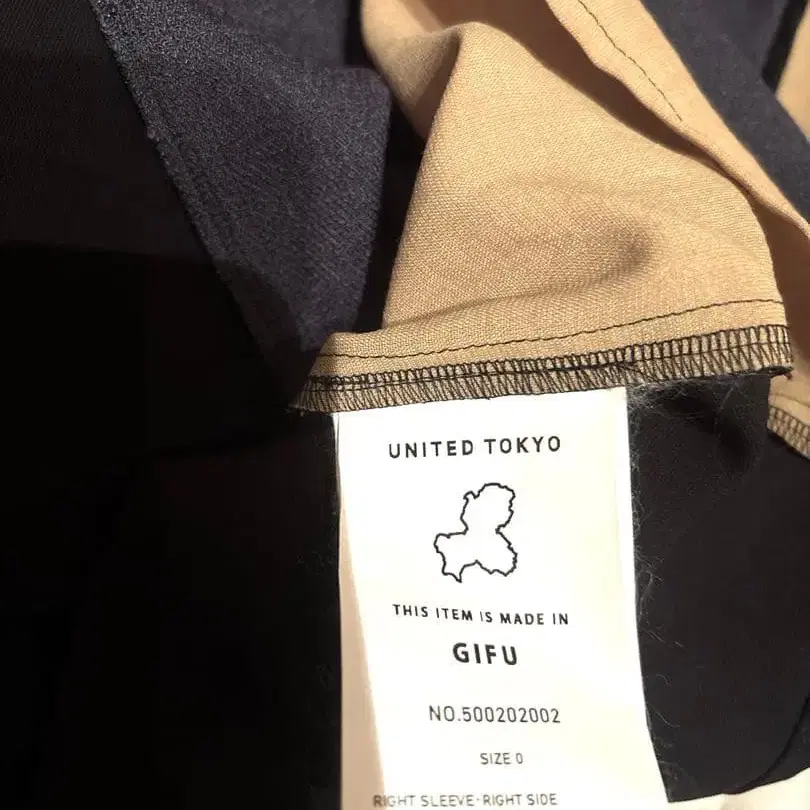 UNITED TOKYO
THIS ITEM IS MADE IN
GIFU
NO.500202002
SIZE 0
RIGHT SLEEVE·RIGHT SIDE